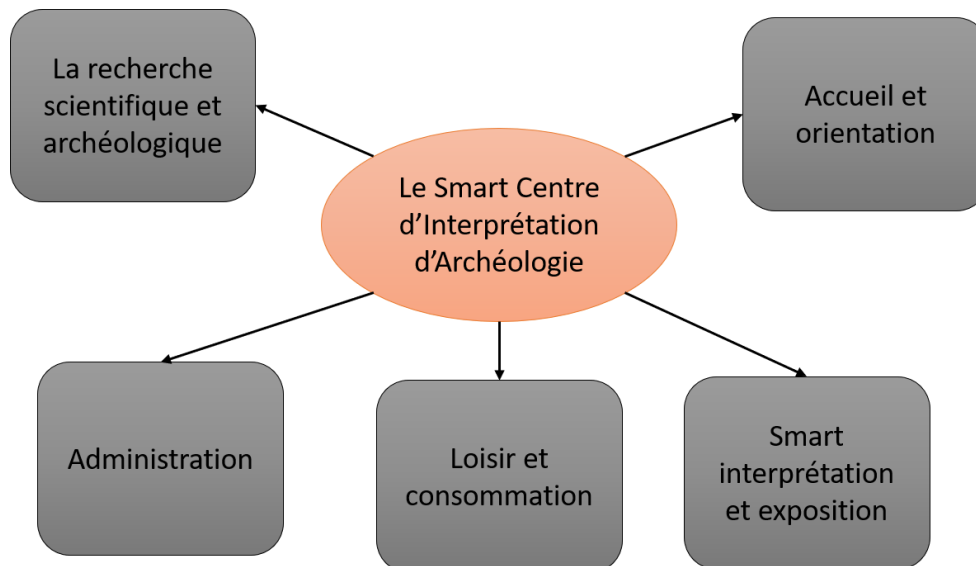 La recherche
scientifique et
archéologique
Accueil et
orientation
Le Smart Centre
d’Interprétation
d’Archéologie
Administration
Loisir et
consommation
Smart
interprétation
et exposition